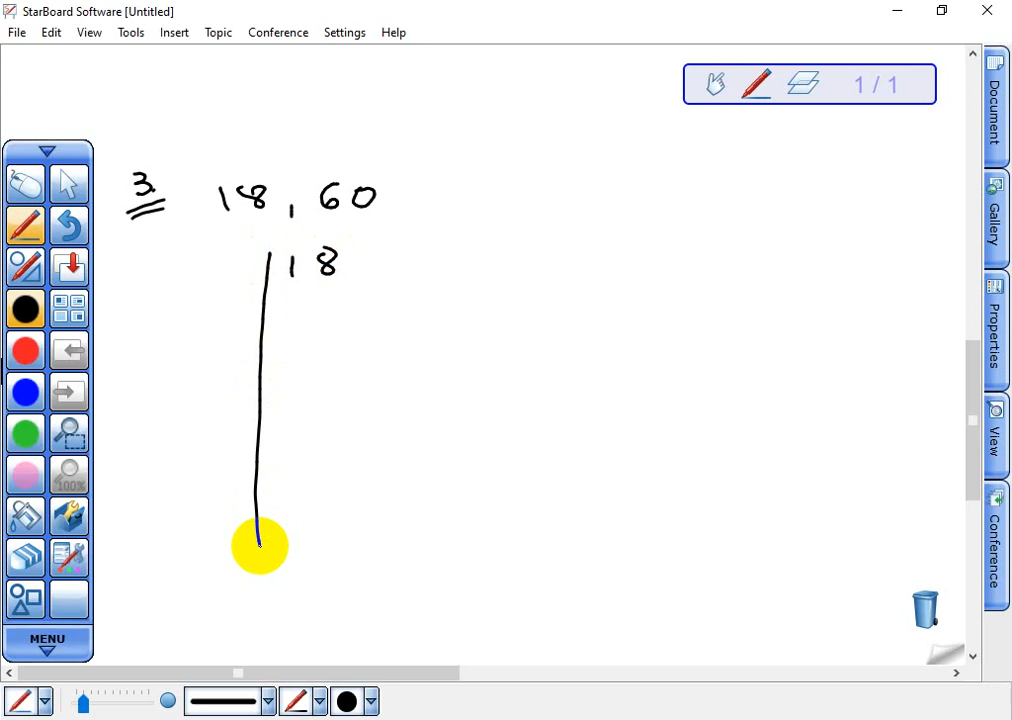 StarBoard Software [Untitled]
File Edit View Tools Insert Topic Conference Settings Help
1 / 1
Document
Gallery
Properties
View
Conference
3. 18, 60
18
100%
MENU